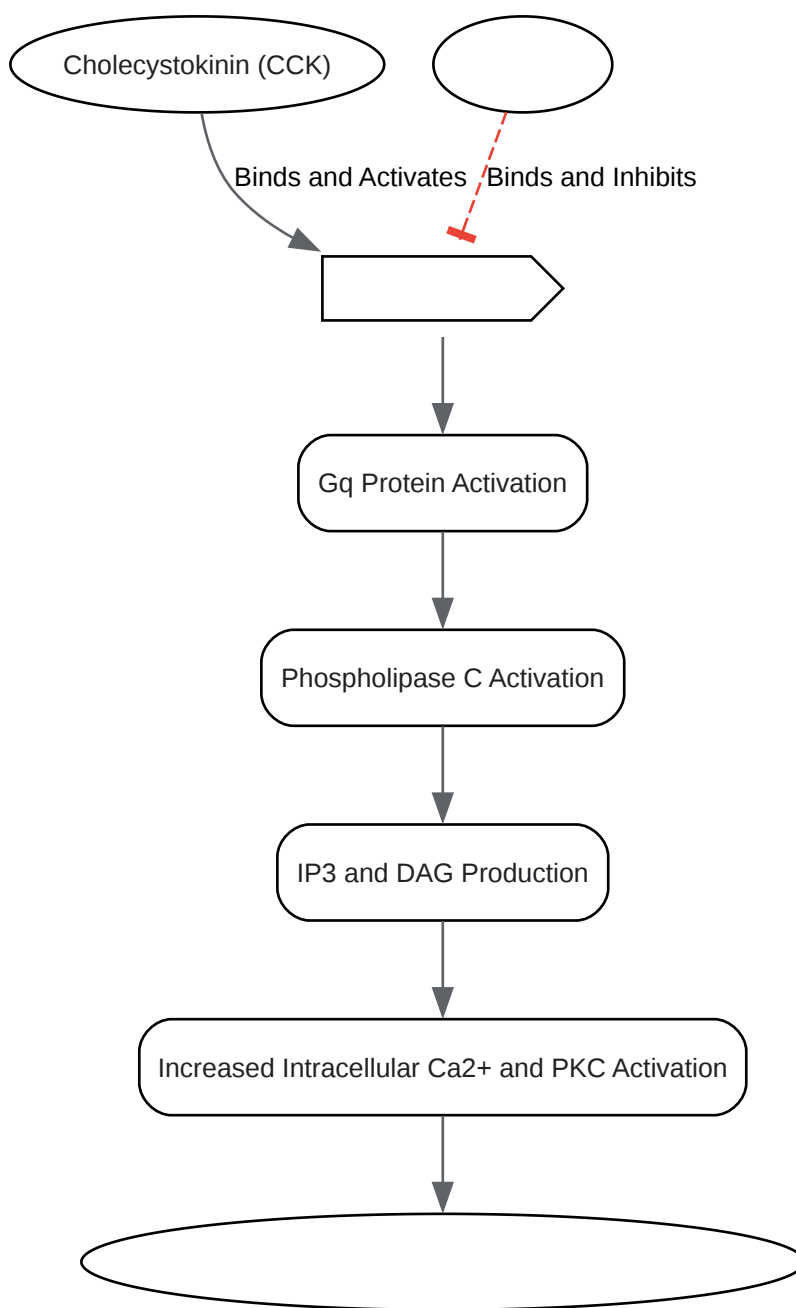 Cholecystokinin (CCK)
Binds and Activates
Binds and Inhibits
Gq Protein Activation
Phospholipase C Activation
IP3 and DAG Production
Increased Intracellular Ca2+ and PKC Activation